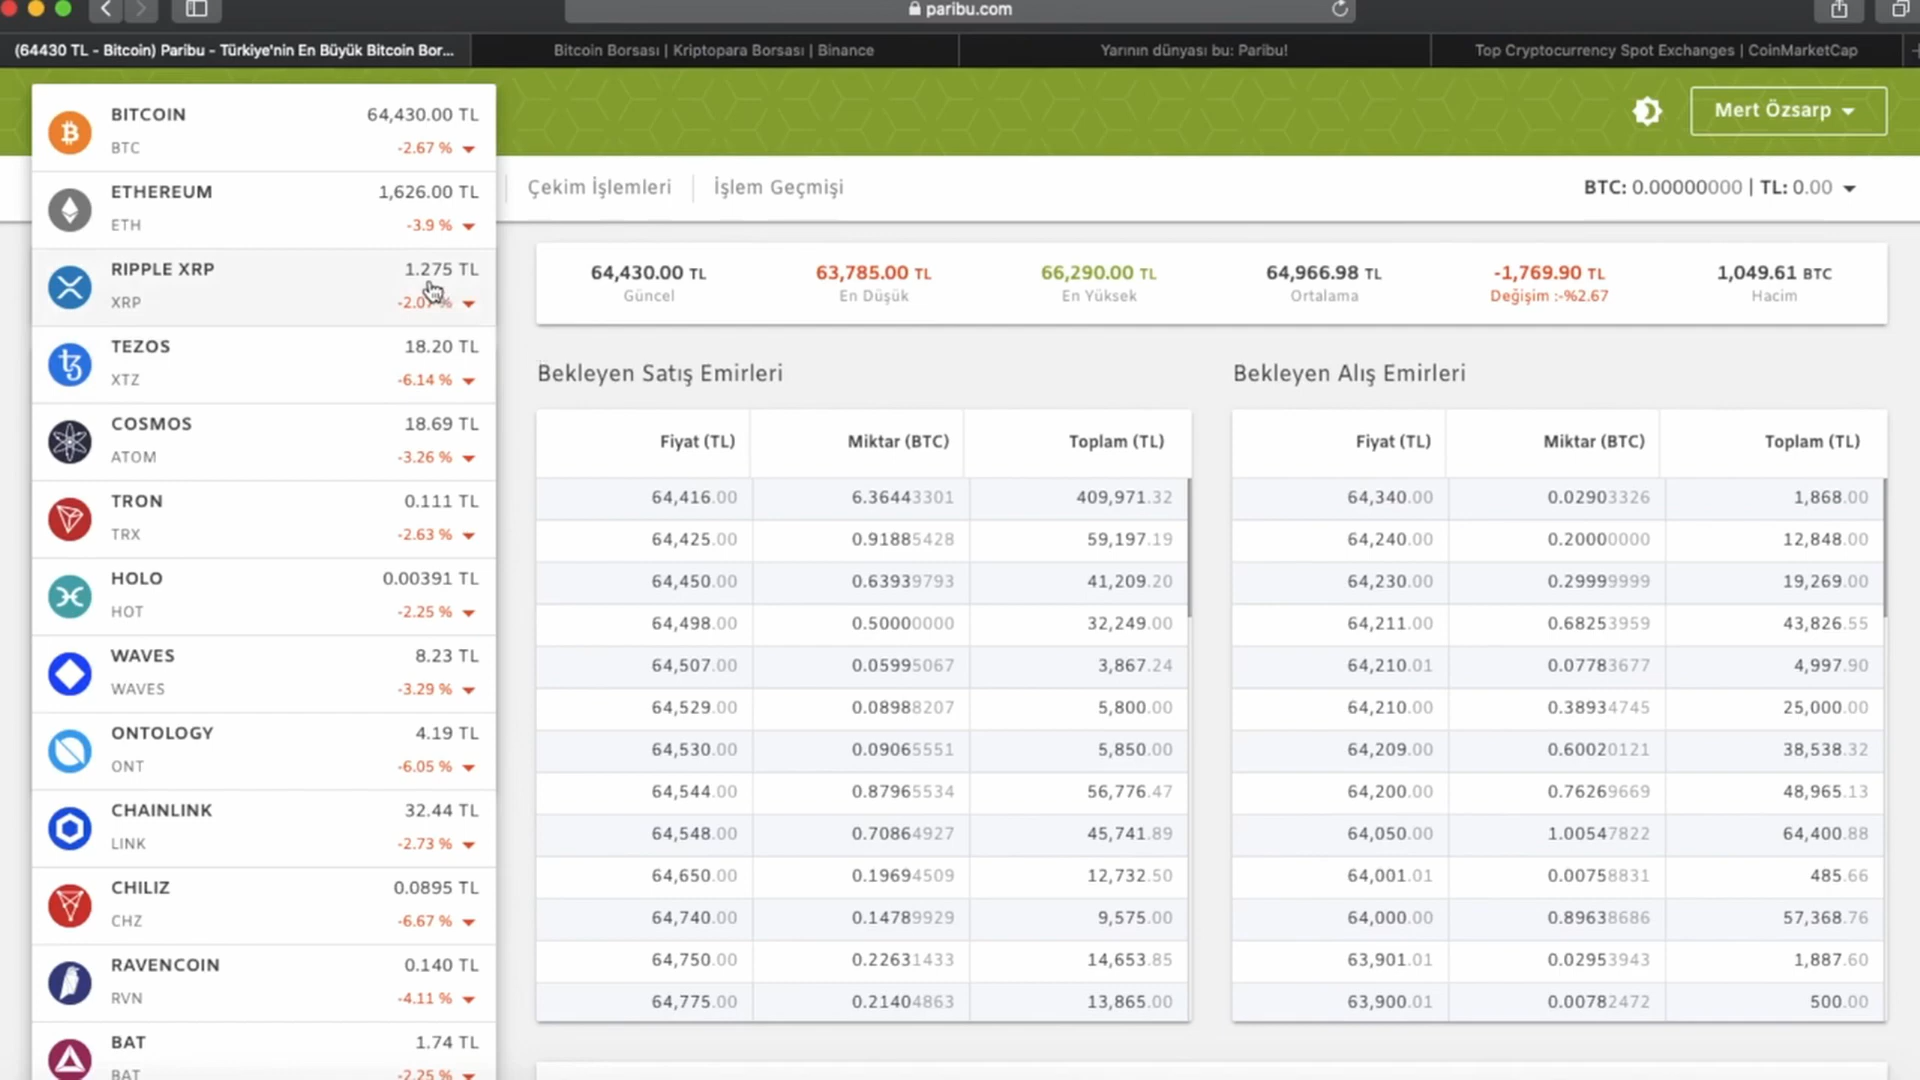 paribu.com
(64430 TL - Bitcoin) Paribu - Türkiye'nin En Büyük Bitcoin Bor...
Bitcoin Borsası | Kriptopara Borsası | Binance
Yarının dünyası bu: Paribu!
Top Cryptocurrency Spot Exchanges | CoinMarketCap
Mert Özsarp
BITCOIN 64,430.00 TL
BTC -2.67 %
ETHEREUM 1,626.00 TL
ETH -3.9 %
RIPPLE XRP 1.275 TL
XRP -2.07 %
TEZOS 18.20 TL
XTZ -6.14 %
COSMOS 18.69 TL
ATOM -3.26 %
TRON 0.111 TL
TRX -2.63 %
HOLO 0.00391 TL
HOT -2.25 %
WAVES 8.23 TL
WAVES -3.29 %
ONTOLOGY 4.19 TL
ONT -6.05 %
CHAINLINK 32.44 TL
LINK -2.73 %
CHILIZ 0.0895 TL
CHZ -6.67 %
RAVENCOIN 0.140 TL
RVN -4.11 %
BAT 1.74 TL
BAT -2.25 %
Çekim İşlemleri
İşlem Geçmişi
BTC: 0.00000000 | TL: 0.00
64,430.00 TL 63,785.00 TL 66,290.00 TL 64,966.98 TL -1,769.90 TL 1,049.61 BTC
Güncel En Düşük En Yüksek Ortalama Değişim :-%2.67 Hacim
Bekleyen Satış Emirleri
Fiyat (TL) Miktar (BTC) Toplam (TL)
64,416.00 6.36443301 409,971.32
64,425.00 0.91885428 59,197.19
64,450.00 0.63939793 41,209.20
64,498.00 0.50000000 32,249.00
64,507.00 0.05995067 3,867.24
64,529.00 0.08988207 5,800.00
64,530.00 0.09065551 5,850.00
64,544.00 0.87965534 56,776.47
64,548.00 0.70864927 45,741.89
64,650.00 0.19694509 12,732.50
64,740.00 0.14789929 9,575.00
64,750.00 0.22631433 14,653.85
64,775.00 0.21404863 13,865.00
Bekleyen Alış Emirleri
Fiyat (TL) Miktar (BTC) Toplam (TL)
64,340.00 0.02903326 1,868.00
64,240.00 0.20000000 12,848.00
64,230.00 0.29999999 19,269.00
64,211.00 0.68253959 43,826.55
64,210.01 0.07783677 4,997.90
64,210.00 0.38934745 25,000.00
64,209.00 0.60020121 38,538.32
64,200.00 0.76269669 48,965.13
64,050.00 1.00547822 64,400.88
64,001.01 0.00758831 485.66
64,000.00 0.89638686 57,368.76
63,901.01 0.02953943 1,887.60
63,900.01 0.00782472 500.00